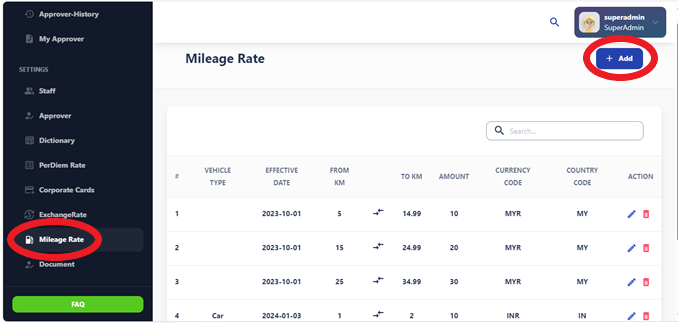 Approver-History
My Approver
SETTINGS
Staff
Approver
Dictionary
PerDiem Rate
Corporate Cards
ExchangeRate
Mileage Rate
Document
FAQ
superadmin
SuperAdmin
Mileage Rate
+ Add
Search...
# VEHICLE TYPE EFFECTIVE DATE FROM KM TO KM AMOUNT CURRENCY CODE COUNTRY CODE ACTION
1 2023-10-01 5 14.99 10 MYR MY
2 2023-10-01 15 24.99 20 MYR MY
3 2023-10-01 25 34.99 30 MYR MY
4 Car 2024-01-03 1 2 10 INR IN